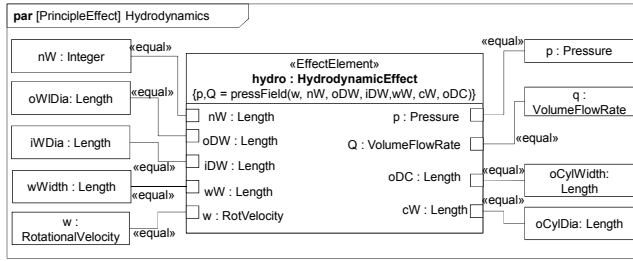 par [PrincipleEffect] Hydrodynamics
nW : Integer
«equal»
oWlDia: Length
«equal»
iWDia : Length
«equal»
wWidth : Length
«equal»
w :
RotationalVelocity
«equal»
«EffectElement»
hydro : HydrodynamicEffect
{p,Q = pressField(w, nW, oDW, iDW,wW, cW, oDC)}
nW : Length
oDW : Length
iDW : Length
wW : Length
w : RotVelocity
p : Pressure
Q : VolumeFlowRate
oDC : Length
cW : Length
«equal»
p : Pressure
q :
VolumeFlowRate
«equal»
«equal»
oCylWidth:
Length
«equal»
oCylDia: Length